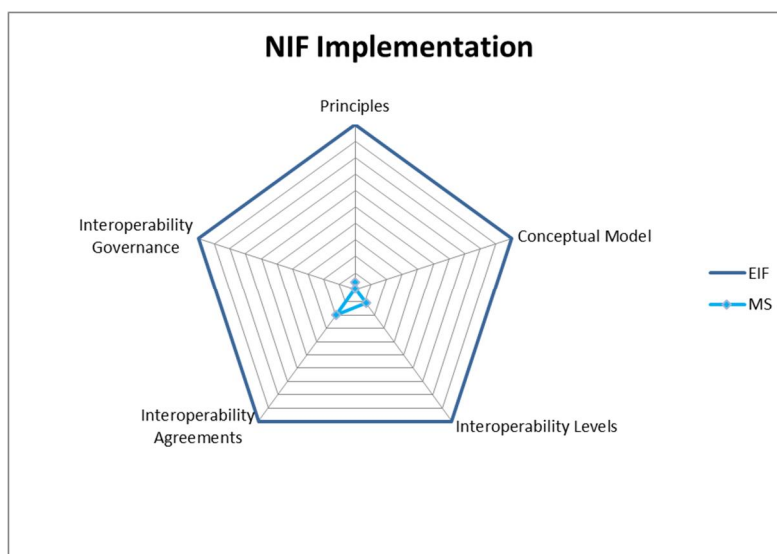 NIF Implementation
Principles
Interoperability
Governance
Conceptual Model
EIF
MS
Interoperability
Agreements
Interoperability Levels